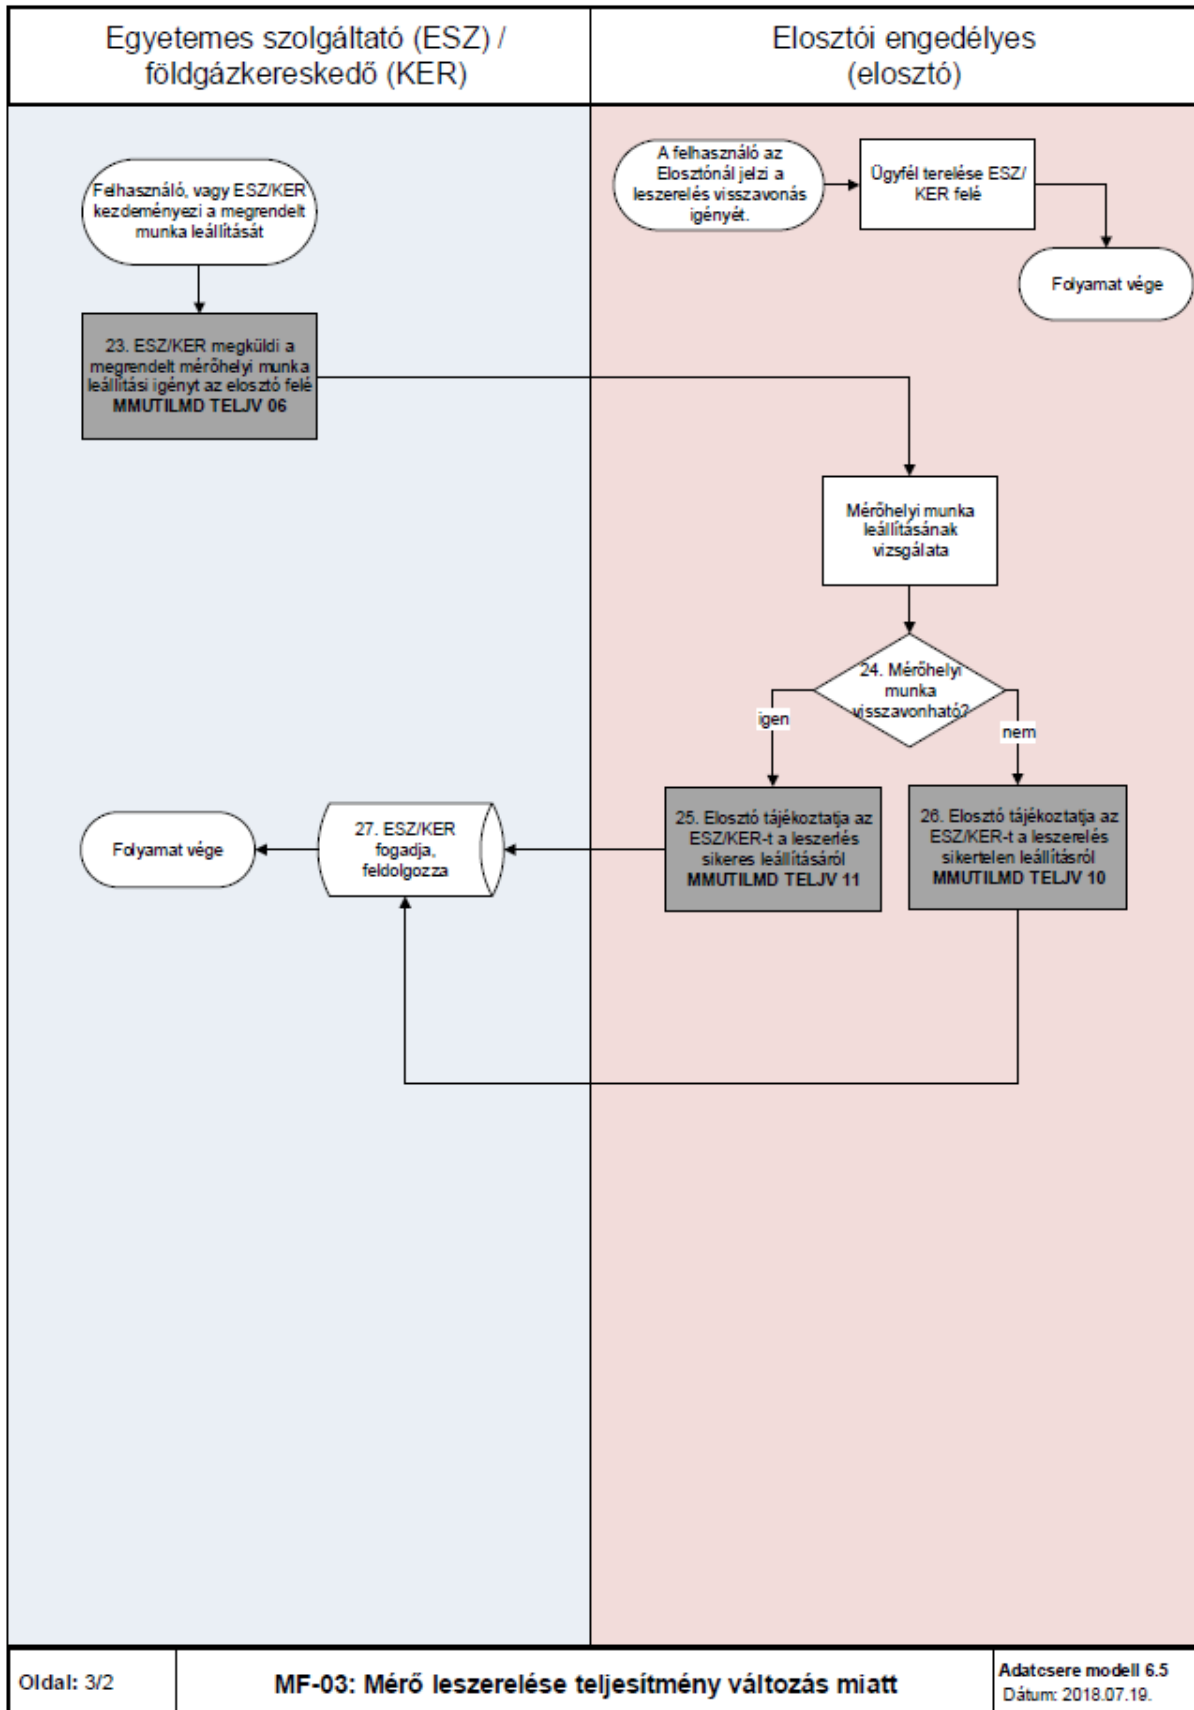 Egyetemes szolgáltató (ESZ) /
földgázkereskedő (KER)
Elosztói engedélyes
(elosztó)
Felhasználó, vagy ESZ/KER
kezdeményezi a megrendelt
munka leállítását
A felhasználó az
Elosztónál jelzi a
leszerelés visszavonás
igényét.
Ügyfél terelése ESZ/
KER felé
Folyamat vége
23. ESZ/KER megküldi a
megrendelt mérőhelyi munka
leállítási igényt az elosztó felé
MMUTILMD TELJV 06
Mérőhelyi munka
leállításának
vizsgálata
24. Mérőhelyi
munka
visszavonható?
igen
nem
25. Elosztó tájékoztatja az
ESZ/KER-t a leszerlés
sikeres leállításáról
MMUTILMD TELJV 11
26. Elosztó tájékoztatja az
ESZ/KER-t a leszerelés
sikertelen leállításról
MMUTILMD TELJV 10
27. ESZ/KER
fogadja,
feldolgozza
Folyamat vége
Oldal: 3/2
MF-03: Mérő leszerelése teljesítmény változás miatt
Adatcsere modell 6.5
Dátum: 2018.07.19.